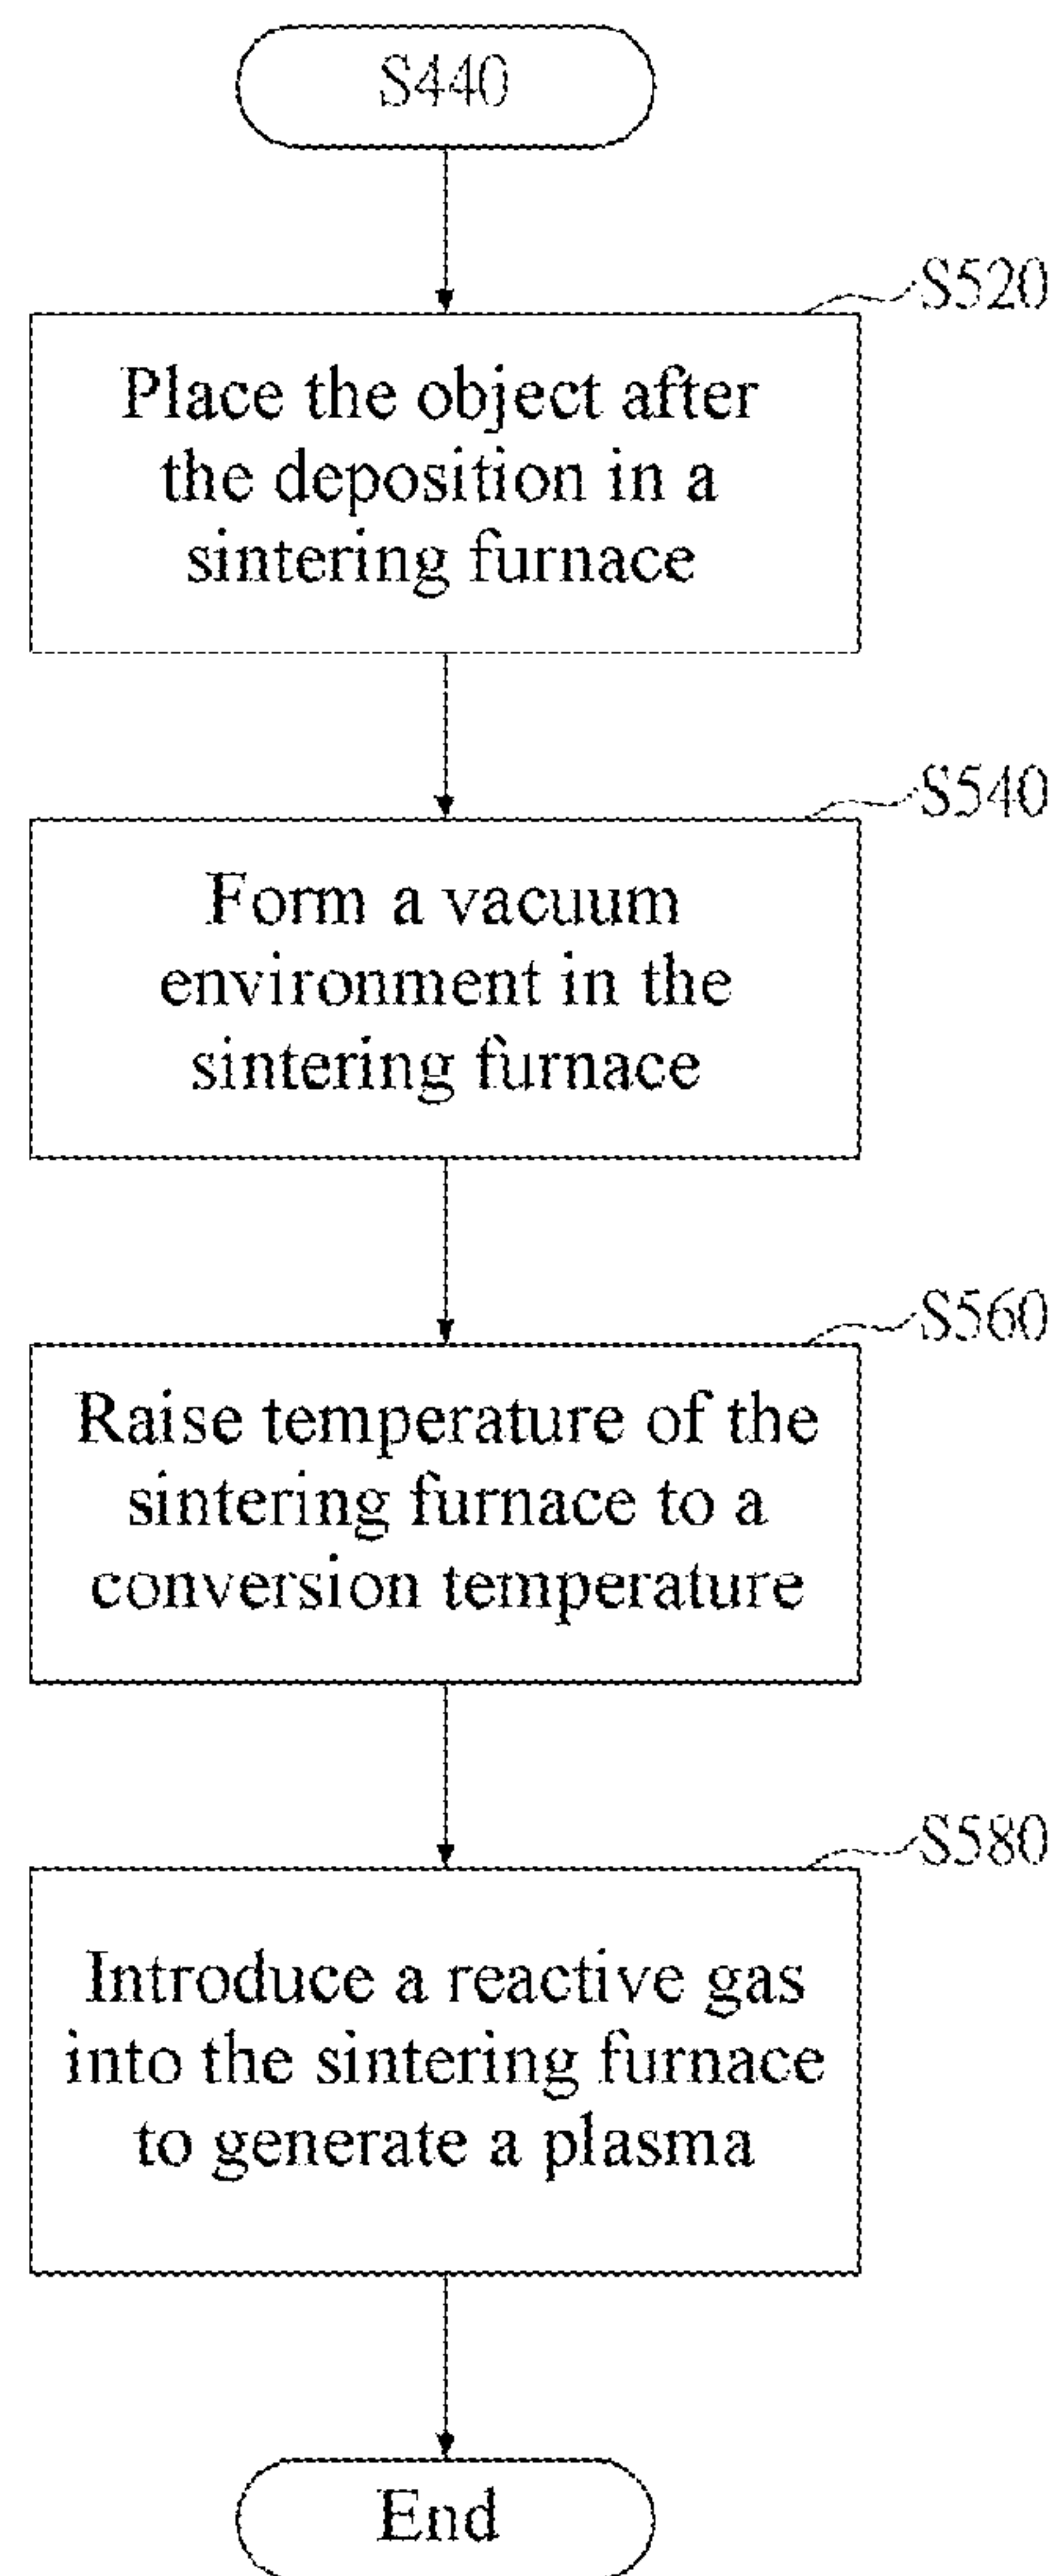 S440
S520
Place the object after
the deposition in a
sintering furnace
S540
Form a vacuum
environment in the
sintering furnace
S560
Raise temperature of the
sintering furnace to a
conversion temperature
S580
Introduce a reactive gas
into the sintering furnace
to generate a plasma
End